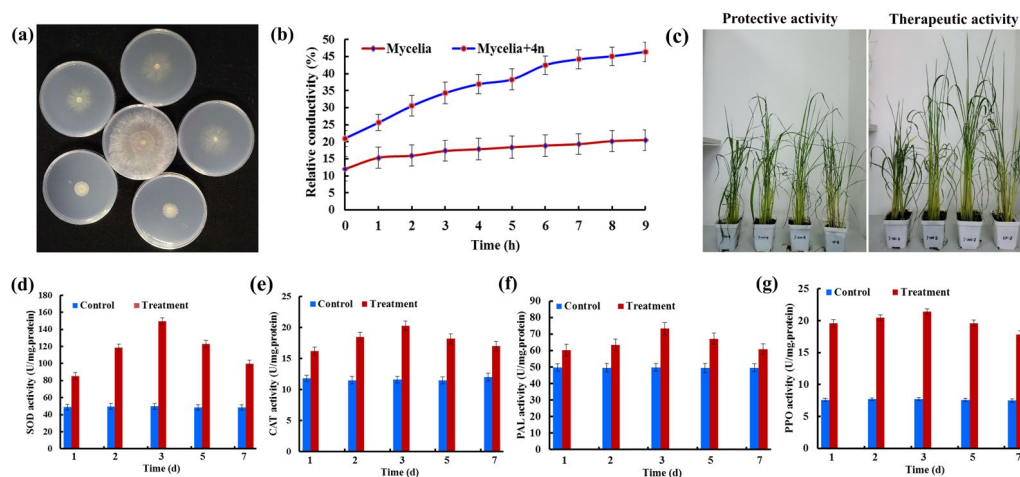 (a)
(b)
Mycelia
Mycelia+4n
Relative conductivity (%)
50
45
40
35
30
25
20
15
10
5
0
0 1 2 3 4 5 6 7 8 9
Time (h)
(c)
Protective activity
Therapeutic activity
(d)
Control
Treatment
SOD activity (U/mg.protein)
180
160
140
120
100
80
60
40
20
0
1 2 3 5 7
Time (d)
(e)
Control
Treatment
CAT activity (U/mg.protein)
25
20
15
10
5
0
1 2 3 5 7
Time (d)
(f)
Control
Treatment
PAL activity (U/mg.protein)
90
80
70
60
50
40
30
20
10
0
1 2 3 5 7
Time (d)
(g)
Control
Treatment
PPO activity (U/mg.protein)
25
20
15
10
5
0
1 2 3 5 7
Time (d)